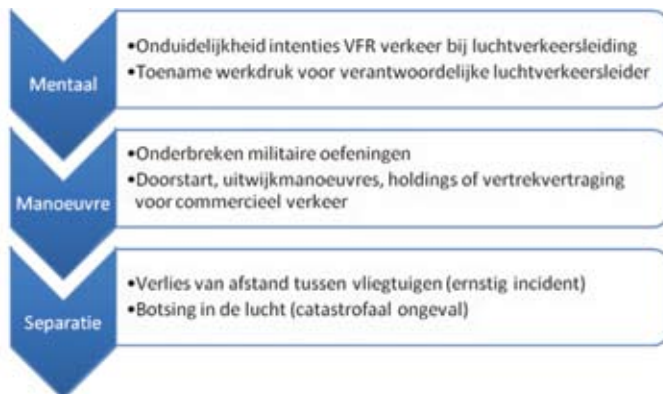 Mentaal
•Onduidelijkheid intenties VFR verkeer bij luchtverkeersleiding
•Toename werkdruk voor verantwoordelijke luchtverkeersleider
Manoeuvre
•Onderbreken militaire oefeningen
•Doorstart, uitwijkmanoeuvres, holdings of vertrekvertraging
voor commercieel verkeer
Separatie
•Verlies van afstand tussen vliegtuigen (ernstig incident)
•Botsing in de lucht (catastrofaal ongeval)